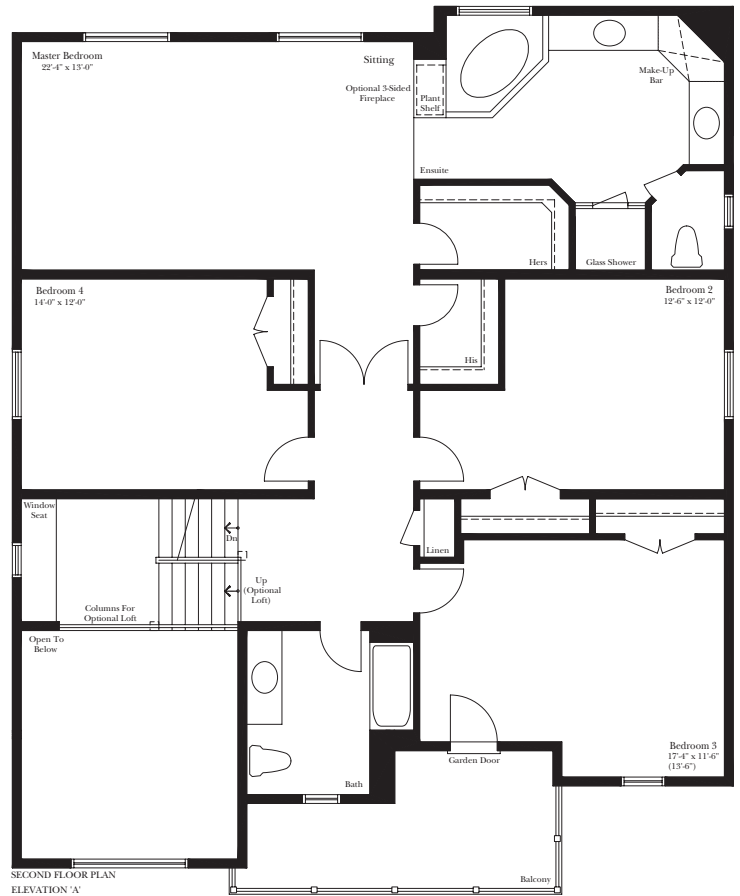 Master Bedroom
22'-4" x 13'-0"
Sitting
Optional 3-Sided
Fireplace
Plant
Shelf
Make-Up
Bar
Ensuite
Hers
Glass Shower
Bedroom 4
14'-0" x 12'-0"
Bedroom 2
12'-6" x 12'-0"
His
Window
Seat
Dn
Linen
Up
(Optional
Loft)
Columns For
Optional Loft
Open To
Below
Bedroom 3
17'-4" x 11'-6"
(13'-6")
Garden Door
Bath
Balcony
SECOND FLOOR PLAN
ELEVATION 'A'